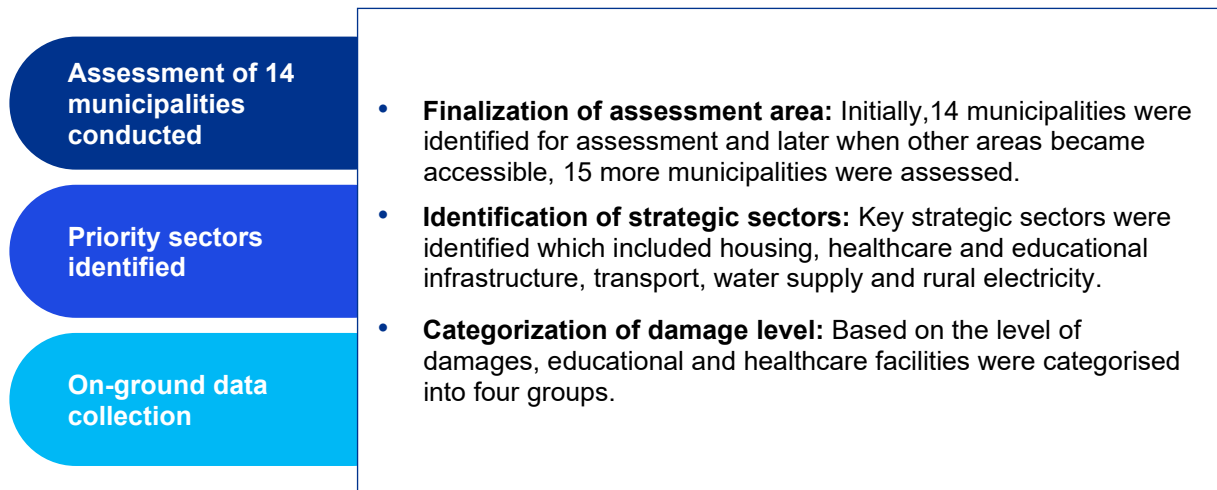 Assessment of 14
municipalities
conducted
Priority sectors
identified
On-ground data
collection
• Finalization of assessment area: Initially,14 municipalities were
identified for assessment and later when other areas became
accessible, 15 more municipalities were assessed.
• Identification of strategic sectors: Key strategic sectors were
identified which included housing, healthcare and educational
infrastructure, transport, water supply and rural electricity.
• Categorization of damage level: Based on the level of
damages, educational and healthcare facilities were categorised
into four groups.